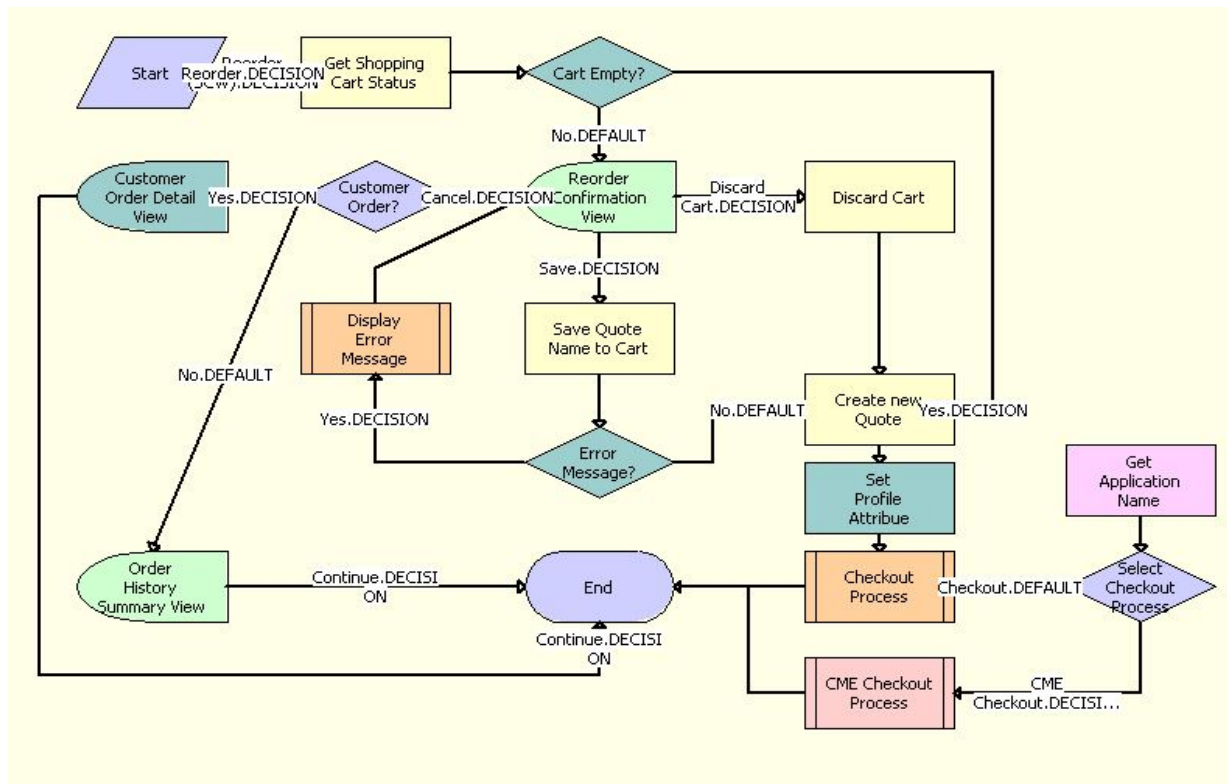 Start
Reorder
Reorder.DECISION
(SCW).DECISION
Get Shopping
Cart Status
Cart Empty?
No.DEFAULT
Customer
Order Detail
View
Yes.DECISION
Customer
Order?
Cancel.DECISION
Reorder
Confirmation
View
Discard
Cart.DECISION
Discard Cart
Save.DECISION
Display
Error
Message
Save Quote
Name to Cart
No.DEFAULT
Yes.DECISION
No.DEFAULT
Create new
Quote
Yes.DECISION
Error
Message?
Set
Profile
Attribue
Get
Application
Name
Order
History
Summary View
Continue.DECISI
ON
End
Checkout
Process
Checkout.DEFAULT
Select
Checkout
Process
Continue.DECISI
ON
CME Checkout
Process
CME
Checkout.DECISI...